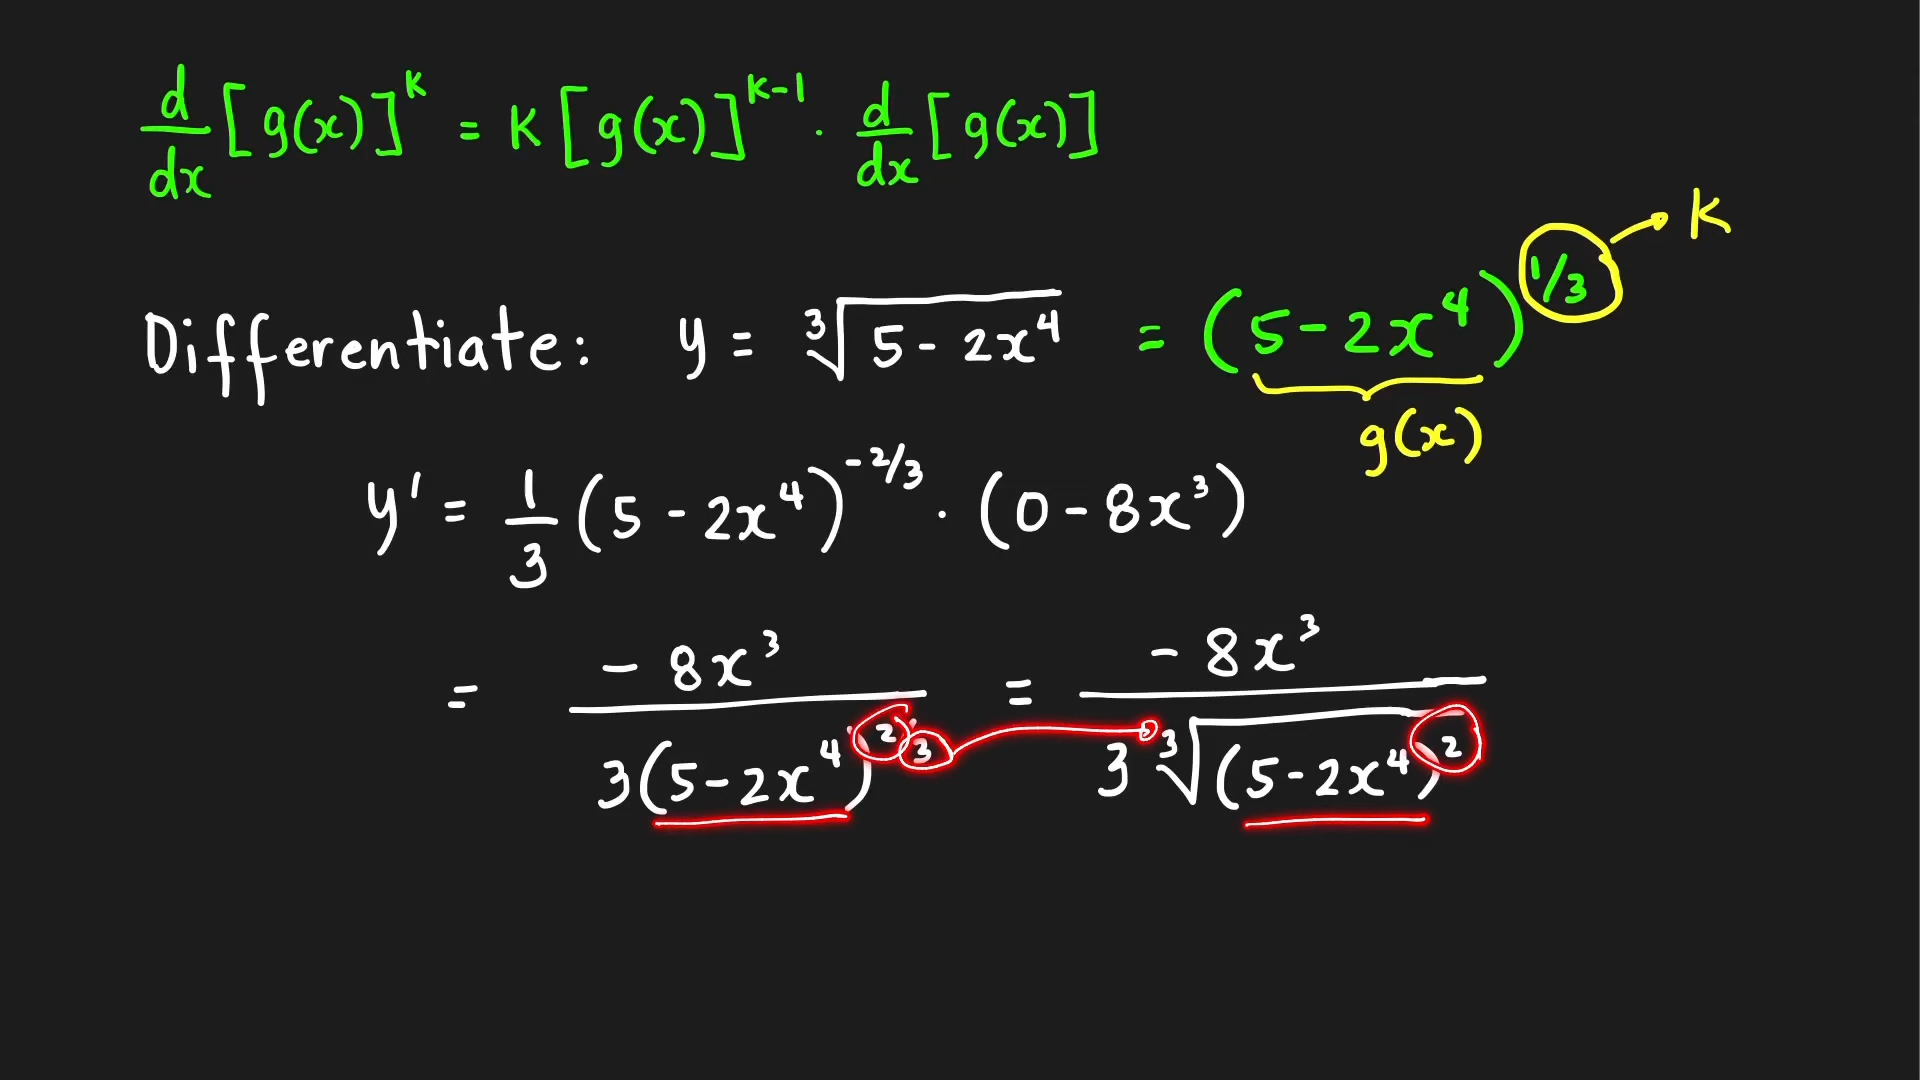 d/dx [g(x)]^k = k[g(x)]^(k-1) · d/dx [g(x)]
k
Differentiate: y = ∛(5-2x⁴) = (5-2x⁴)^(1/3)
g(x)
y' = 1/3 (5-2x⁴)^(-2/3) · (0-8x³)
= -8x³ / 3(5-2x⁴)^(2/3) = -8x³ / 3∛((5-2x⁴)²)